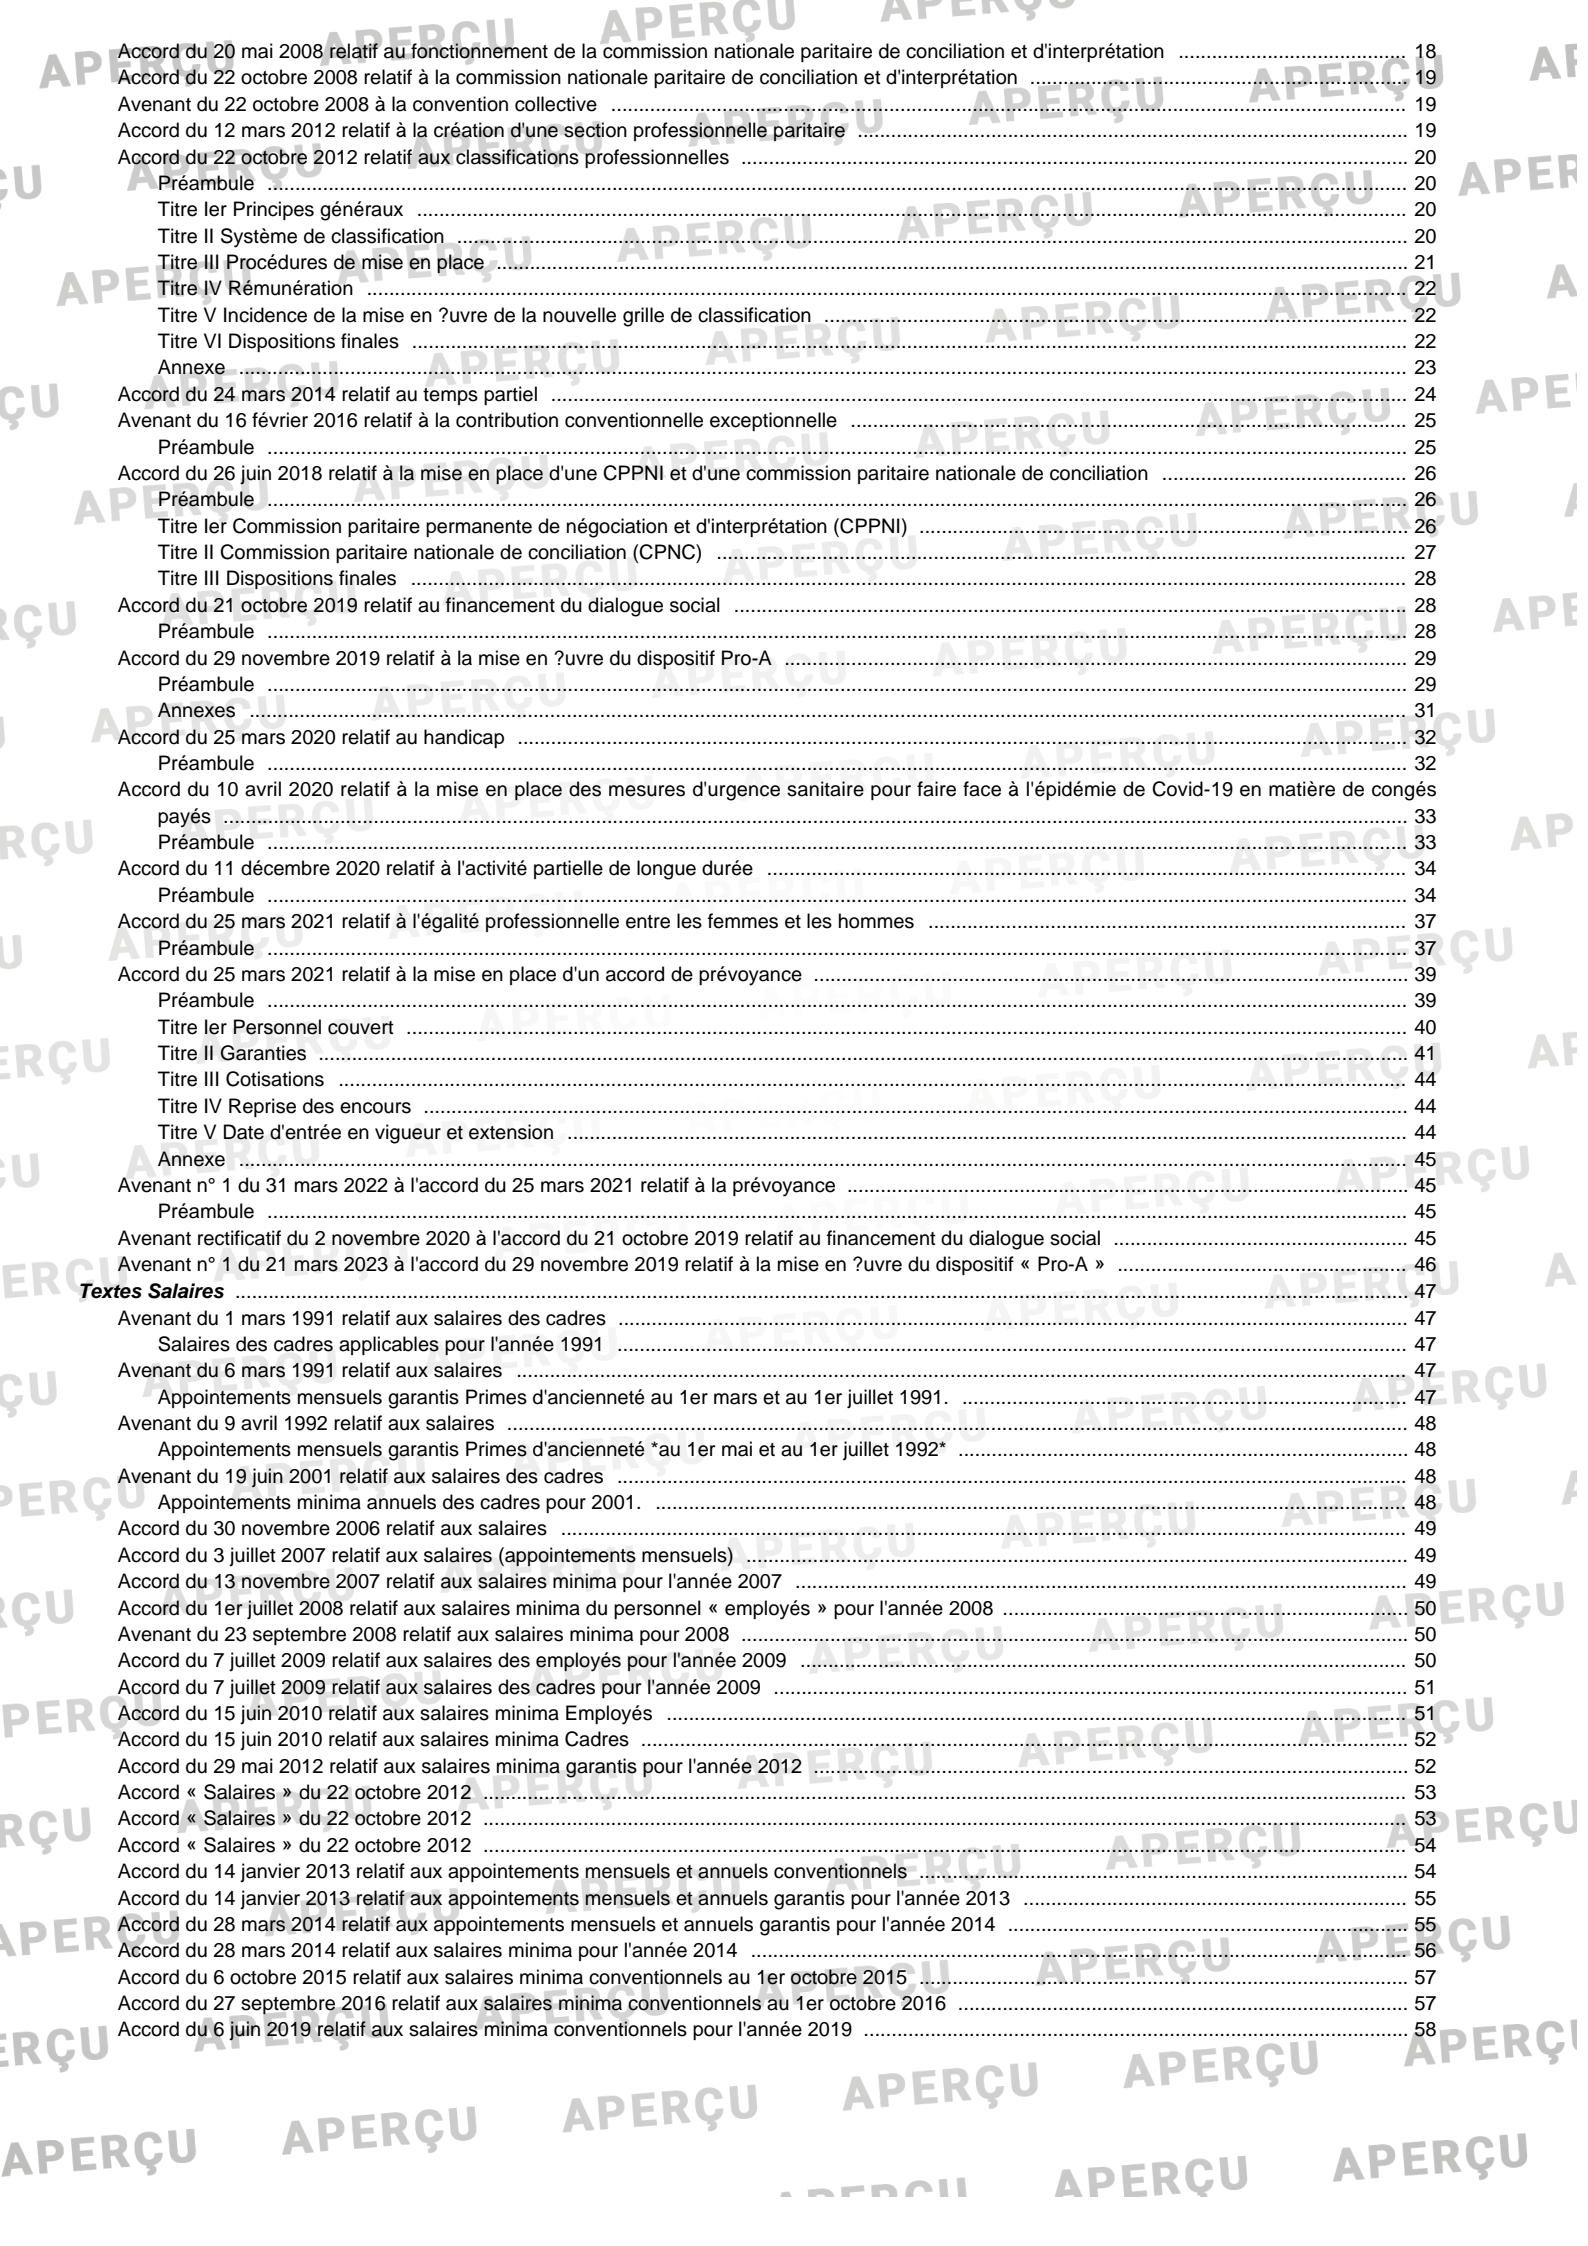 Accord du 20 mai 2008 relatif au fonctionnement de la commission nationale paritaire de conciliation et d'interprétation 18
Accord du 22 octobre 2008 relatif à la commission nationale paritaire de conciliation et d'interprétation 19
Avenant du 22 octobre 2008 à la convention collective 19
Accord du 12 mars 2012 relatif à la création d'une section professionnelle paritaire 19
Accord du 22 octobre 2012 relatif aux classifications professionnelles 20
Préambule 20
Titre Ier Principes généraux 20
Titre II Système de classification 20
Titre III Procédures de mise en place 21
Titre IV Rémunération 22
Titre V Incidence de la mise en ?uvre de la nouvelle grille de classification 22
Titre VI Dispositions finales 22
Annexe 23
Accord du 24 mars 2014 relatif au temps partiel 24
Avenant du 16 février 2016 relatif à la contribution conventionnelle exceptionnelle 25
Préambule 25
Accord du 26 juin 2018 relatif à la mise en place d'une CPPNI et d'une commission paritaire nationale de conciliation 26
Préambule 26
Titre Ier Commission paritaire permanente de négociation et d'interprétation (CPPNI) 26
Titre II Commission paritaire nationale de conciliation (CPNC) 27
Titre III Dispositions finales 28
Accord du 21 octobre 2019 relatif au financement du dialogue social 28
Préambule 28
Accord du 29 novembre 2019 relatif à la mise en ?uvre du dispositif Pro-A 29
Préambule 29
Annexes 31
Accord du 25 mars 2020 relatif au handicap 32
Préambule 32
Accord du 10 avril 2020 relatif à la mise en place des mesures d'urgence sanitaire pour faire face à l'épidémie de Covid-19 en matière de congés
payés 33
Préambule 33
Accord du 11 décembre 2020 relatif à l'activité partielle de longue durée 34
Préambule 34
Accord du 25 mars 2021 relatif à l'égalité professionnelle entre les femmes et les hommes 37
Préambule 37
Accord du 25 mars 2021 relatif à la mise en place d'un accord de prévoyance 39
Préambule 39
Titre Ier Personnel couvert 40
Titre II Garanties 41
Titre III Cotisations 44
Titre IV Reprise des encours 44
Titre V Date d'entrée en vigueur et extension 44
Annexe 45
Avenant n° 1 du 31 mars 2022 à l'accord du 25 mars 2021 relatif à la prévoyance 45
Préambule 45
Avenant rectificatif du 2 novembre 2020 à l'accord du 21 octobre 2019 relatif au financement du dialogue social 45
Avenant n° 1 du 21 mars 2023 à l'accord du 29 novembre 2019 relatif à la mise en ?uvre du dispositif « Pro-A » 46
Textes Salaires 47
Avenant du 1 mars 1991 relatif aux salaires des cadres 47
Salaires des cadres applicables pour l'année 1991 47
Avenant du 6 mars 1991 relatif aux salaires 47
Appointements mensuels garantis Primes d'ancienneté au 1er mars et au 1er juillet 1991. 47
Avenant du 9 avril 1992 relatif aux salaires 48
Appointements mensuels garantis Primes d'ancienneté *au 1er mai et au 1er juillet 1992* 48
Avenant du 19 juin 2001 relatif aux salaires des cadres 48
Appointements minima annuels des cadres pour 2001. 48
Accord du 30 novembre 2006 relatif aux salaires 49
Accord du 3 juillet 2007 relatif aux salaires (appointements mensuels) 49
Accord du 13 novembre 2007 relatif aux salaires minima pour l'année 2007 49
Accord du 1er juillet 2008 relatif aux salaires minima du personnel « employés » pour l'année 2008 50
Avenant du 23 septembre 2008 relatif aux salaires minima pour 2008 50
Accord du 7 juillet 2009 relatif aux salaires des employés pour l'année 2009 50
Accord du 7 juillet 2009 relatif aux salaires des cadres pour l'année 2009 51
Accord du 15 juin 2010 relatif aux salaires minima Employés 51
Accord du 15 juin 2010 relatif aux salaires minima Cadres 52
Accord du 29 mai 2012 relatif aux salaires minima garantis pour l'année 2012 52
Accord « Salaires » du 22 octobre 2012 53
Accord « Salaires » du 22 octobre 2012 53
Accord « Salaires » du 22 octobre 2012 54
Accord du 14 janvier 2013 relatif aux appointements mensuels et annuels conventionnels 54
Accord du 14 janvier 2013 relatif aux appointements mensuels et annuels garantis pour l'année 2013 55
Accord du 28 mars 2014 relatif aux appointements mensuels et annuels garantis pour l'année 2014 55
Accord du 28 mars 2014 relatif aux salaires minima pour l'année 2014 56
Accord du 6 octobre 2015 relatif aux salaires minima conventionnels au 1er octobre 2015 57
Accord du 27 septembre 2016 relatif aux salaires minima conventionnels au 1er octobre 2016 57
Accord du 6 juin 2019 relatif aux salaires minima conventionnels pour l'année 2019 58
APERÇU